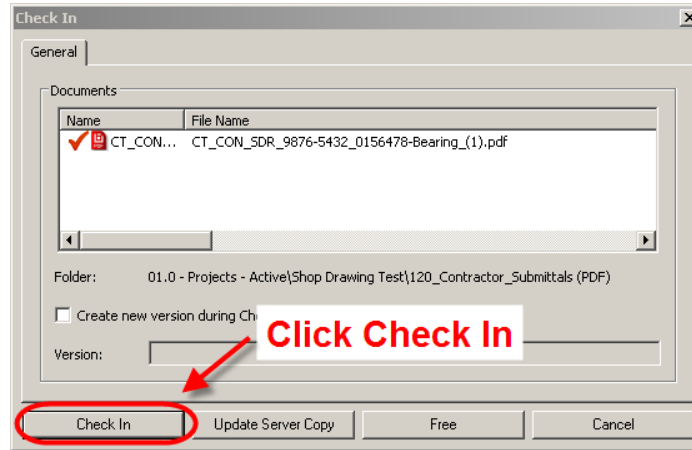 Check In
General
Documents
Name File Name
CT_CON... CT_CON_SDR_9876-5432_0156478-Bearing_(1).pdf
Folder: 01.0 - Projects - Active\Shop Drawing Test\120_Contractor_Submittals (PDF)
Create new version during Ch
Click Check In
Version:
Check In Update Server Copy Free Cancel